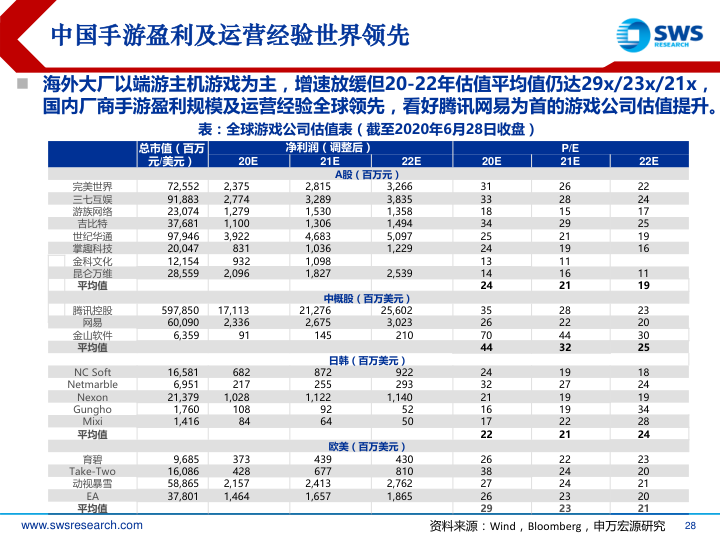 中国手游盈利及运营经验世界领先
SWS
RESEARCH
海外大厂以端游主机游戏为主，增速放缓但20-22年估值平均值仍达29x/23x/21x，
国内厂商手游盈利规模及运营经验全球领先，看好腾讯网易为首的游戏公司估值提升。
表：全球游戏公司估值表（截至2020年6月28日收盘）
总市值（百万元/美元） 净利润（调整后） P/E
20E 21E 22E 20E 21E 22E
A股（百万元）
完美世界 72,552 2,375 2,815 3,266 31 26 22
三七互娱 91,883 2,774 3,289 3,835 33 28 24
游族网络 23,074 1,279 1,530 1,358 18 15 17
吉比特 37,681 1,100 1,306 1,494 34 29 25
世纪华通 97,946 3,922 4,683 5,097 25 21 19
掌趣科技 20,047 831 1,036 1,229 24 19 16
金科文化 12,154 932 1,098 13 11
昆仑万维 28,559 2,096 1,827 2,539 14 16 11
平均值 24 21 19
中概股（百万美元）
腾讯控股 597,850 17,113 21,276 25,602 35 28 23
网易 60,090 2,336 2,675 3,023 26 22 20
金山软件 6,359 91 145 210 70 44 30
平均值 44 32 25
日韩（百万美元）
NC Soft 16,581 682 872 922 24 19 18
Netmarble 6,951 217 255 293 32 27 24
Nexon 21,379 1,028 1,122 1,140 21 19 19
Gungho 1,760 108 92 52 16 19 34
Mixi 1,416 84 64 50 17 22 28
平均值 22 21 24
欧美（百万美元）
育碧 9,685 373 439 430 26 22 23
Take-Two 16,086 428 677 810 38 24 20
动视暴雪 58,865 2,157 2,413 2,762 27 24 21
EA 37,801 1,464 1,657 1,865 26 23 20
平均值 29 23 21
www.swsresearch.com 资料来源：Wind，Bloomberg，申万宏源研究 28